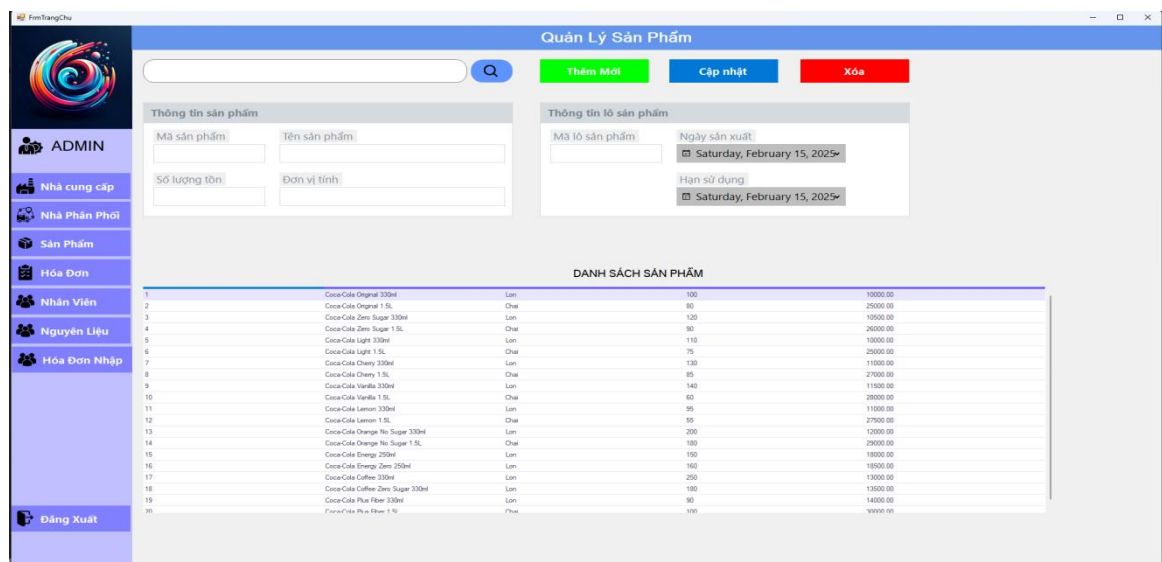 FrmTrangChu
Quản Lý Sản Phẩm
Thêm Mới Cập nhật Xóa
Thông tin sản phẩm Thông tin lô sản phẩm
Mã sản phẩm Tên sản phẩm Mã lô sản phẩm Ngày sản xuất
Saturday, February 15, 2025
Số lượng tồn Đơn vị tính Hạn sử dụng
Saturday, February 15, 2025
ADMIN
Nhà cung cấp
Nhà Phân Phối
Sản Phẩm
Hóa Đơn
Nhân Viên
Nguyên Liệu
Hóa Đơn Nhập
Đăng Xuất
DANH SÁCH SẢN PHẨM
1 Coca-Cola Original 330ml Lon 100 10000.00
2 Coca-Cola Original 1.5L Chai 80 25000.00
3 Coca-Cola Zero Sugar 330ml Lon 120 10500.00
4 Coca-Cola Zero Sugar 1.5L Chai 90 26000.00
5 Coca-Cola Light 330ml Lon 110 10000.00
6 Coca-Cola Light 1.5L Chai 75 25000.00
7 Coca-Cola Cherry 330ml Lon 130 11000.00
8 Coca-Cola Cherry 1.5L Chai 85 27000.00
9 Coca-Cola Vanilla 330ml Lon 140 11500.00
10 Coca-Cola Vanilla 1.5L Chai 60 28000.00
11 Coca-Cola Lemon 330ml Lon 95 11000.00
12 Coca-Cola Lemon 1.5L Chai 55 27500.00
13 Coca-Cola Orange No Sugar 330ml Lon 200 12000.00
14 Coca-Cola Orange No Sugar 1.5L Chai 180 29000.00
15 Coca-Cola Energy 250ml Lon 150 18000.00
16 Coca-Cola Energy Zero 250ml Lon 160 18500.00
17 Coca-Cola Coffee 330ml Lon 250 13000.00
18 Coca-Cola Coffee Zero Sugar 330ml Lon 180 13500.00
19 Coca-Cola Plus Fiber 330ml Lon 90 14000.00
20 Coca-Cola Plus Fiber 1.5L Chai 100 30000.00